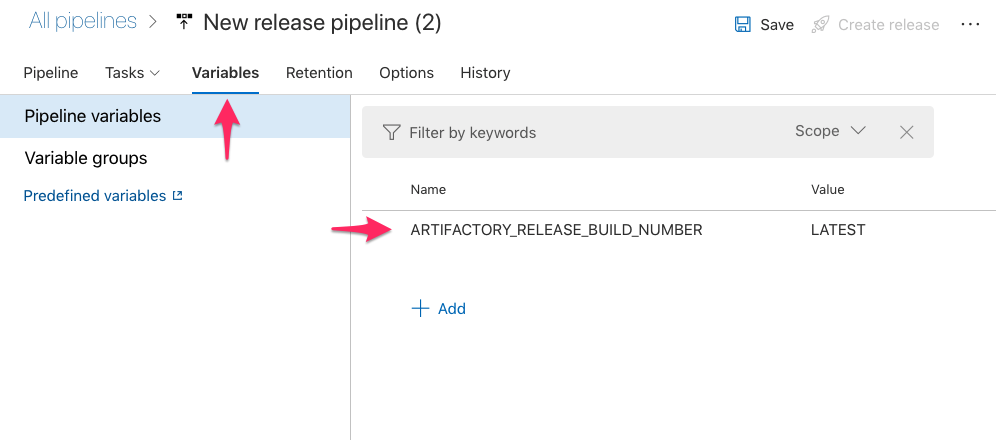 All pipelines > New release pipeline (2)
Save
Create release
...
Pipeline
Tasks
Variables
Retention
Options
History
Pipeline variables
Variable groups
Predefined variables
Filter by keywords
Scope
Name
Value
ARTIFACTORY_RELEASE_BUILD_NUMBER
LATEST
+ Add